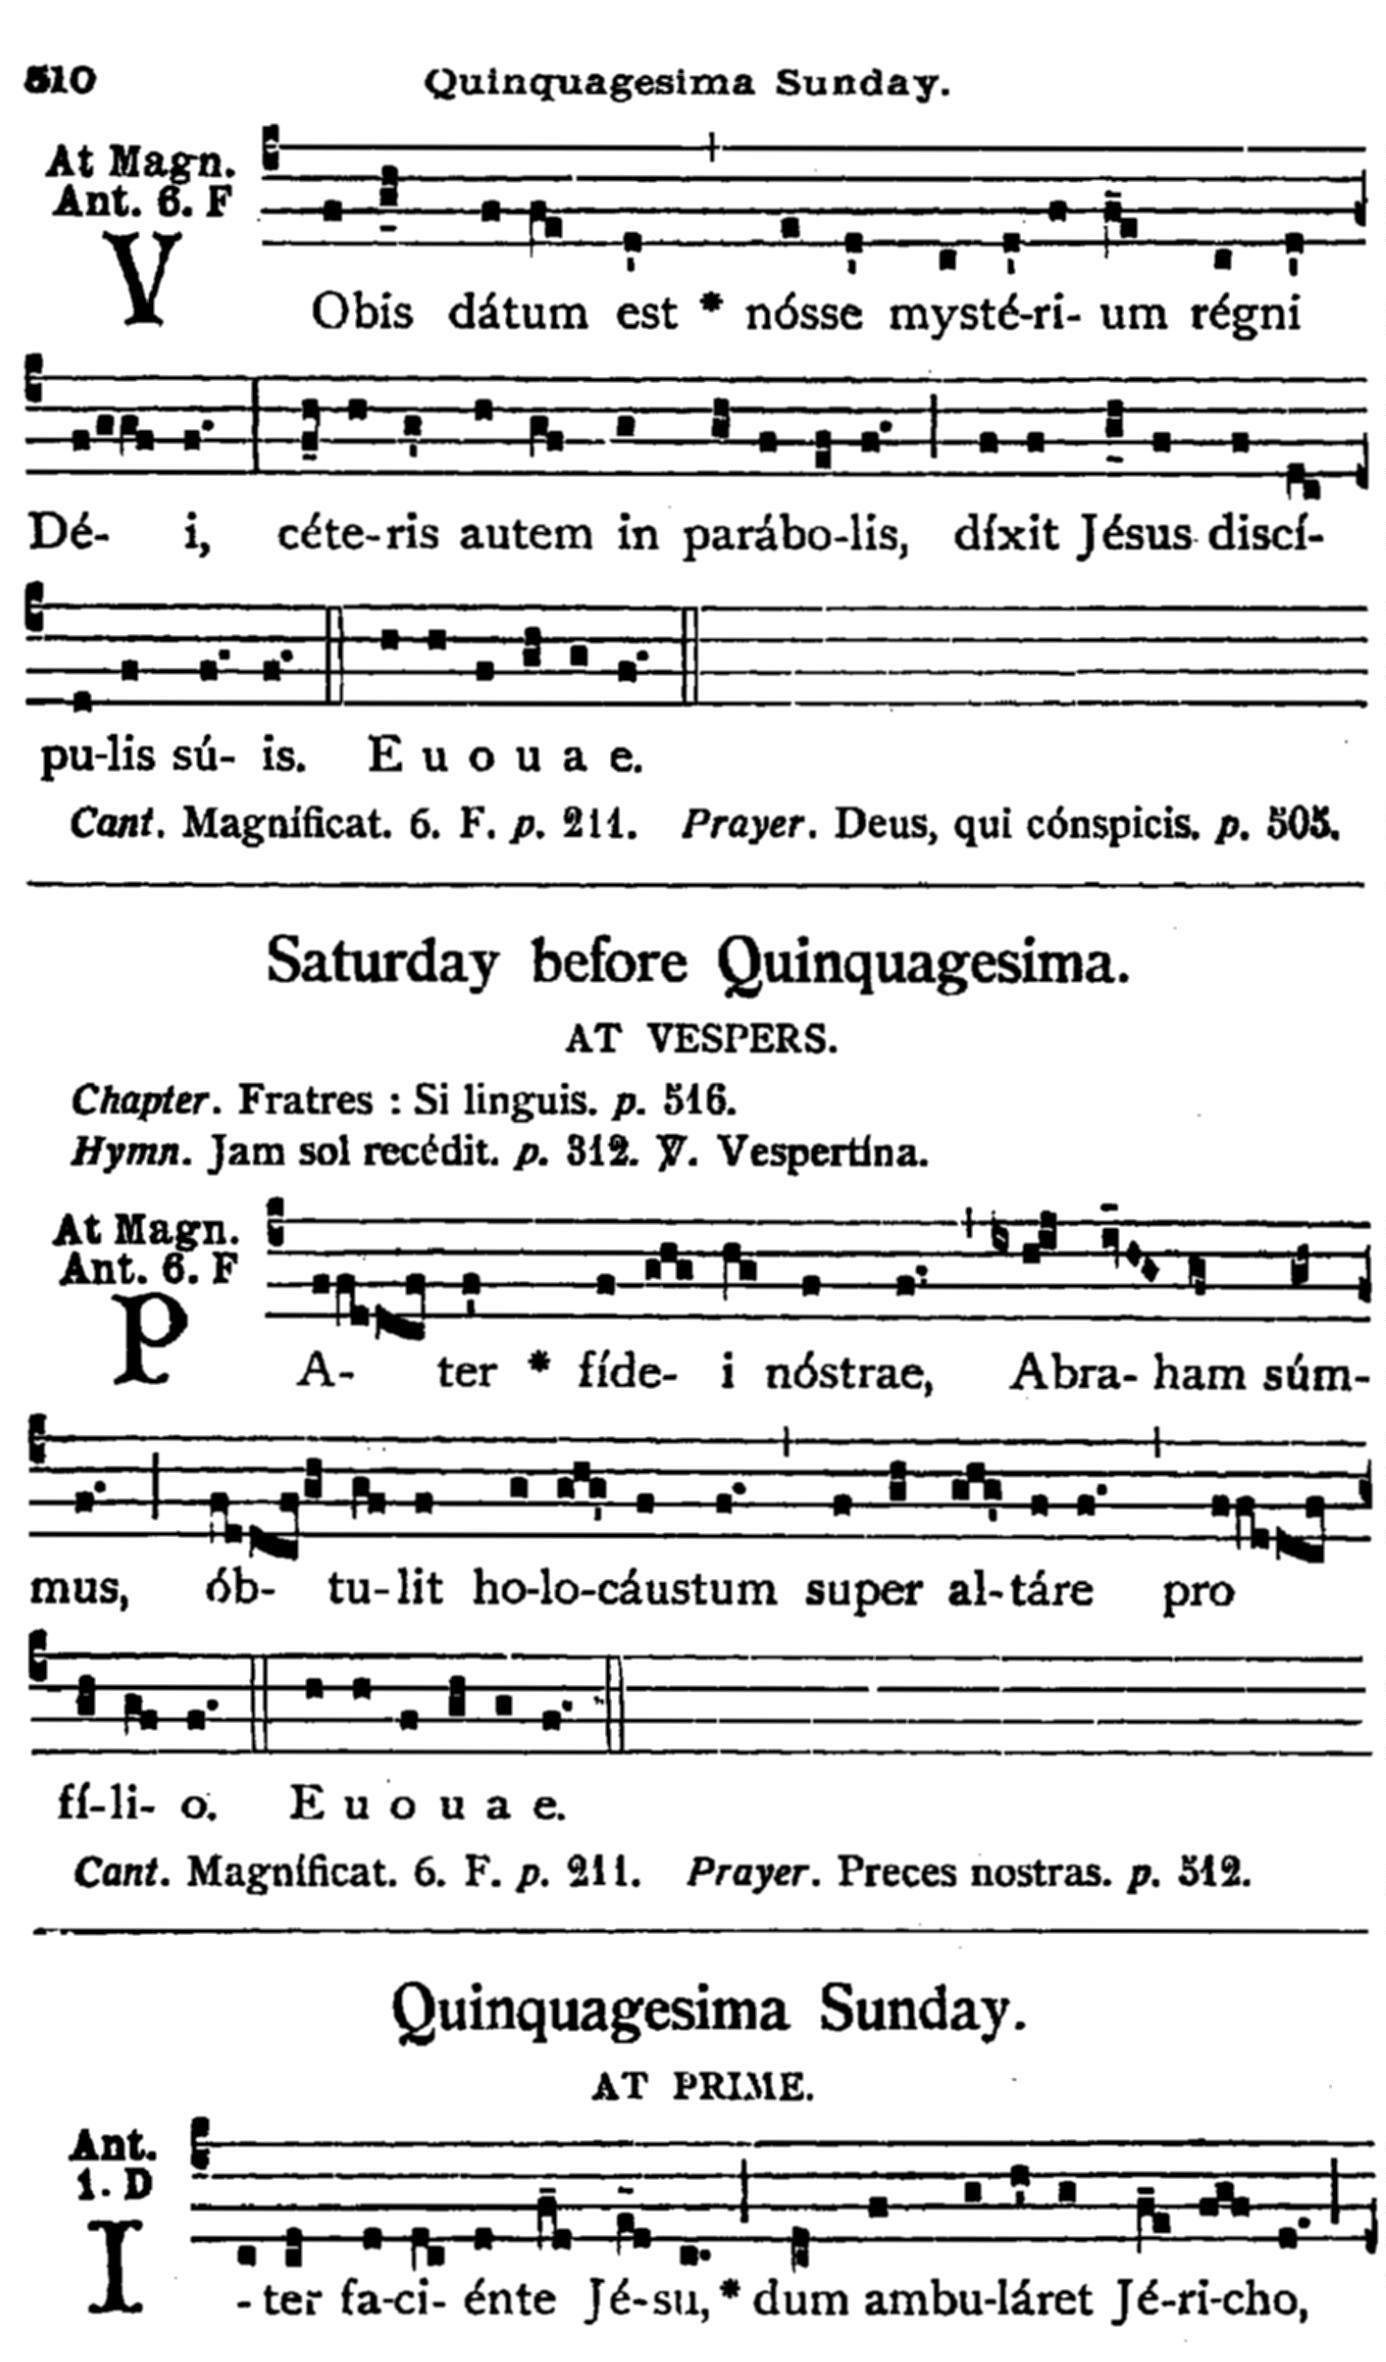 510 Quinquagesima Sunday.
At Magn.
Ant. 6. F
VObis dátum est * nósse mysté-ri- um régni
Dé- i, céte-ris autem in parábo-lis, díxit Jésus discí-
pu-lis sú- is. E u o u a e.
Cant. Magníficat. 6. F. p. 211. Prayer. Deus, qui cónspicis. p. 505.
Saturday before Quinquagesima.
AT VESPERS.
Chapter. Fratres : Si linguis. p. 516.
Hymn. Jam sol recédit. p. 312. ℣. Vespertína.
At Magn.
Ant. 6. F
PA- ter * fíde- i nóstrae, Abra- ham súm-
mus, ób- tu-lit ho-lo-cáustum super al-táre pro
fí-li- o. E u o u a e.
Cant. Magníficat. 6. F. p. 211. Prayer. Preces nostras. p. 512.
Quinquagesima Sunday.
AT PRIME.
Ant.
1. D
I-ter fa-ci- énte Jé-su, * dum ambu-láret Jé-ri-cho,